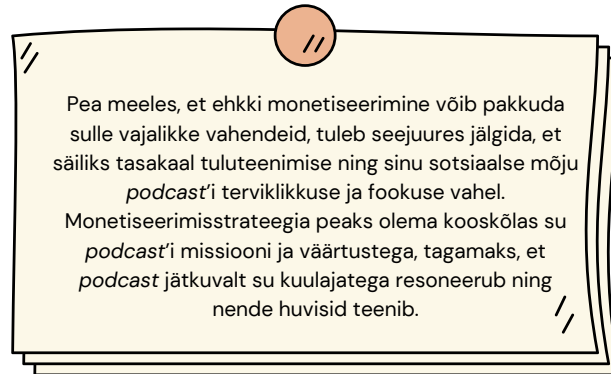 Pea meeles, et ehkki monetiseerimine võib pakkuda
sulle vajalikke vahendeid, tuleb seejuures jälgida, et
säiliks tasakaal tuluteenimise ning sinu sotsiaalse mõju
podcast'i terviklikkuse ja fookuse vahel.
Monetiseerimisstrateegia peaks olema kooskõlas su
podcast'i missiooni ja väärtustega, tagamaks, et
podcast jätkuvalt su kuulajatega resoneerub ning
nende huvisid teenib.